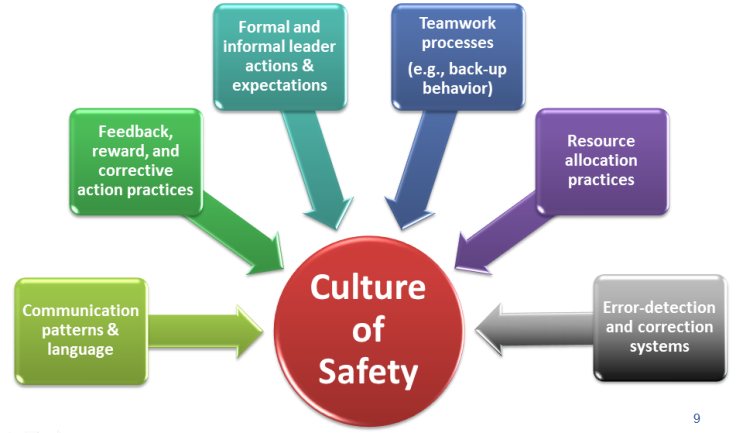 Formal and
informal leader
actions &
expectations
Teamwork
processes
(e.g., back-up
behavior)
Feedback,
reward, and
corrective
action practices
Resource
allocation
practices
Communication
patterns &
language
Culture
of
Safety
Error-detection
and correction
systems
9